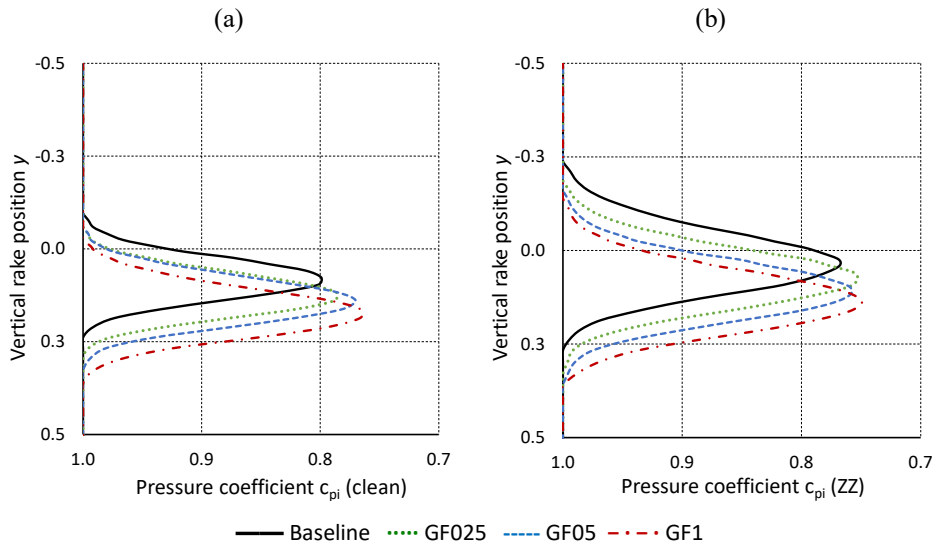 (a)
(b)
-0.5
-0.3
0.0
0.3
0.5
Vertical rake position y
1.0 0.9 0.8 0.7
Pressure coefficient cpi (clean)
-0.5
-0.3
0.0
0.3
0.5
Vertical rake position y
1.0 0.9 0.8 0.7
Pressure coefficient cpi (ZZ)
Baseline GF025 GF05 GF1